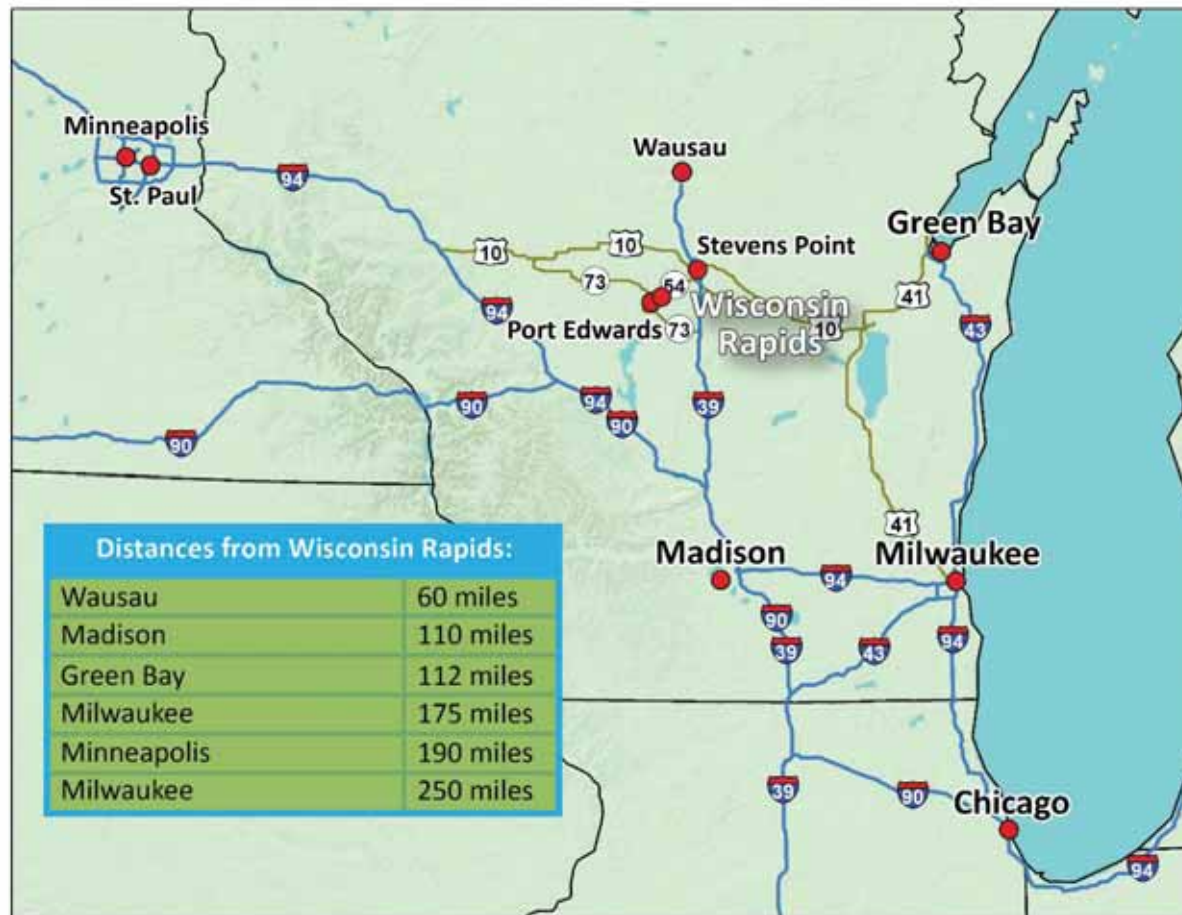 Minneapolis
St. Paul
94
Wausau
Green Bay
10
10
Stevens Point
73
54
41
Wisconsin
Rapids
94
Port Edwards
73
10
43
90
94
39
90
90
41
Distances from Wisconsin Rapids:
Wausau 60 miles
Madison 110 miles
Green Bay 112 miles
Milwaukee 175 miles
Minneapolis 190 miles
Milwaukee 250 miles
Madison
Milwaukee
94
90
39
43
94
39
90
Chicago
94